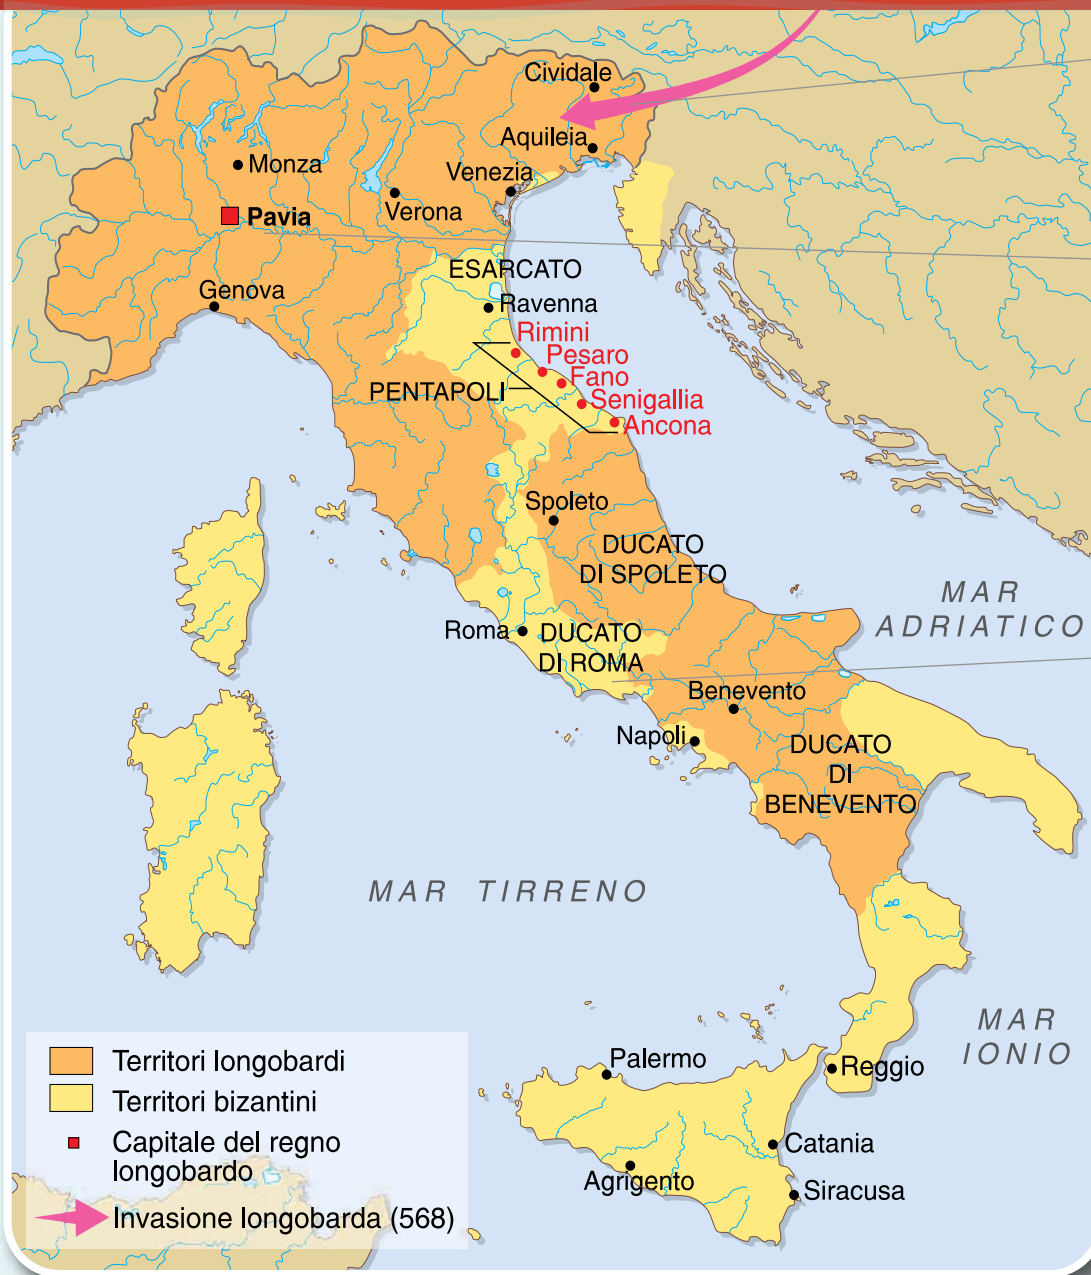 Cividale
Aquileia
Venezia
Monza
Verona
Pavia
ESARCATO
Genova
Ravenna
Rimini
Pesaro
Fano
PENTAPOLI
Senigallia
Ancona
Spoleto
DUCATO
DI SPOLETO
MAR
ADRIATICO
Roma
DUCATO
DI ROMA
Benevento
Napoli
DUCATO
DI
BENEVENTO
MAR TIRRENO
MAR
IONIO
Palermo
Reggio
Catania
Agrigento
Siracusa
Territori longobardi
Territori bizantini
Capitale del regno
longobardo
Invasione longobarda (568)